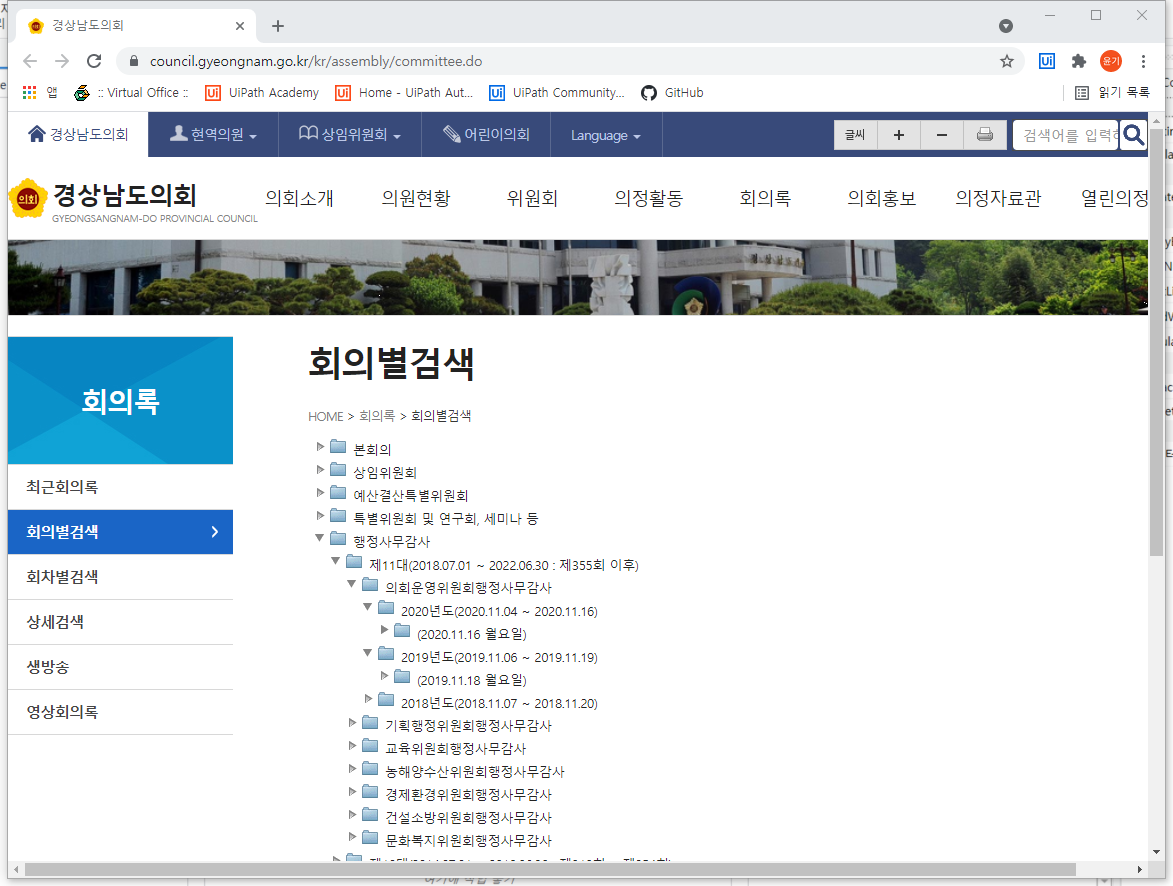 경상남도의회
council.gyeongnam.go.kr/kr/assembly/committee.do
윤기
앱 :: Virtual Office :: UiPath Academy Home - UiPath Aut... UiPath Community... GitHub 읽기 목록
경상남도의회 현역의원 상임위원회 어린이의회 Language 글씨 + − 검색어를 입력하
의회 경상남도의회
GYEONGSANGNAM-DO PROVINCIAL COUNCIL
의회소개 의원현황 위원회 의정활동 회의록 의회홍보 의정자료관 열린의정
경상남도의회
회의록
최근회의록
회의별검색
회차별검색
상세검색
생방송
영상회의록
회의별검색
HOME > 회의록 > 회의별검색
본회의
상임위원회
예산결산특별위원회
특별위원회 및 연구회, 세미나 등
행정사무감사
제11대(2018.07.01 ~ 2022.06.30 : 제355회 이후)
의회운영위원회행정사무감사
2020년도(2020.11.04 ~ 2020.11.16)
(2020.11.16 월요일)
2019년도(2019.11.06 ~ 2019.11.19)
(2019.11.18 월요일)
2018년도(2018.11.07 ~ 2018.11.20)
기획행정위원회행정사무감사
교육위원회행정사무감사
농해양수산위원회행정사무감사
경제환경위원회행정사무감사
건설소방위원회행정사무감사
문화복지위원회행정사무감사